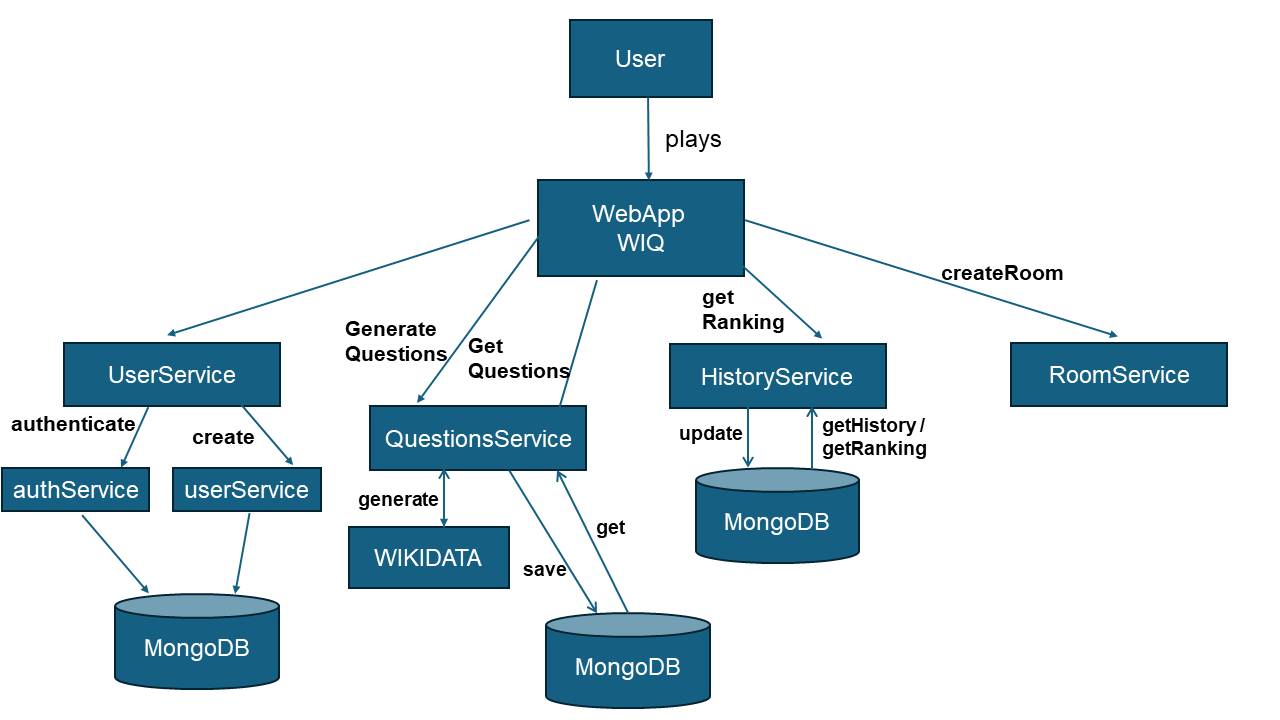 User
plays
WebApp
WIQ
createRoom
get
Ranking
Generate
Questions
Get
Questions
UserService
HistoryService
RoomService
authenticate
create
QuestionsService
update
getHistory /
getRanking
authService
userService
generate
MongoDB
get
WIKIDATA
save
MongoDB
MongoDB